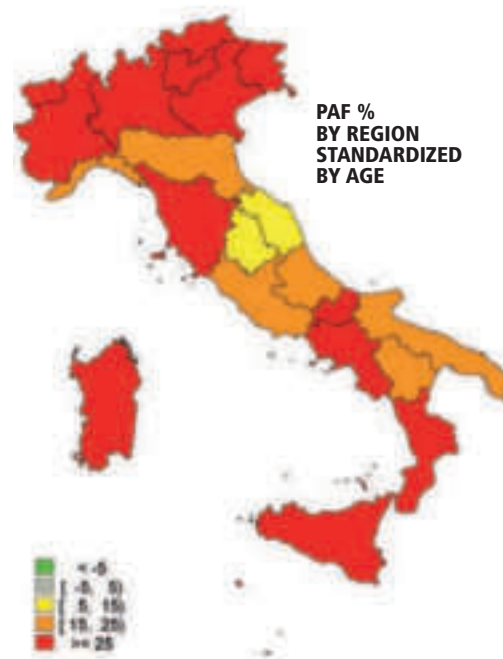 PAF %
BY REGION
STANDARDIZED
BY AGE
< -5
-5, 5)
5, 15)
15, 25)
>= 25